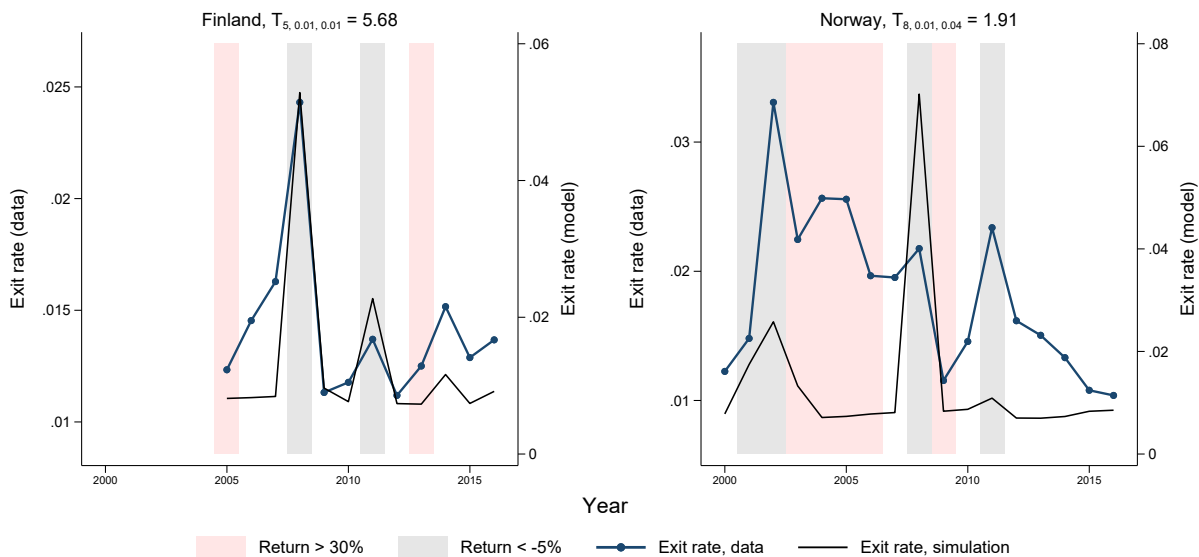 Finland, T5, 0.01, 0.01 = 5.68
Norway, T8, 0.01, 0.04 = 1.91
Exit rate (data)
.025
.02
.015
.01
.06
.04
.02
0
Exit rate (model)
2000
2005
2010
2015
Exit rate (data)
.03
.02
.01
.08
.06
.04
.02
0
Exit rate (model)
2000
2005
2010
2015
Year
Return > 30%
Return < -5%
Exit rate, data
Exit rate, simulation